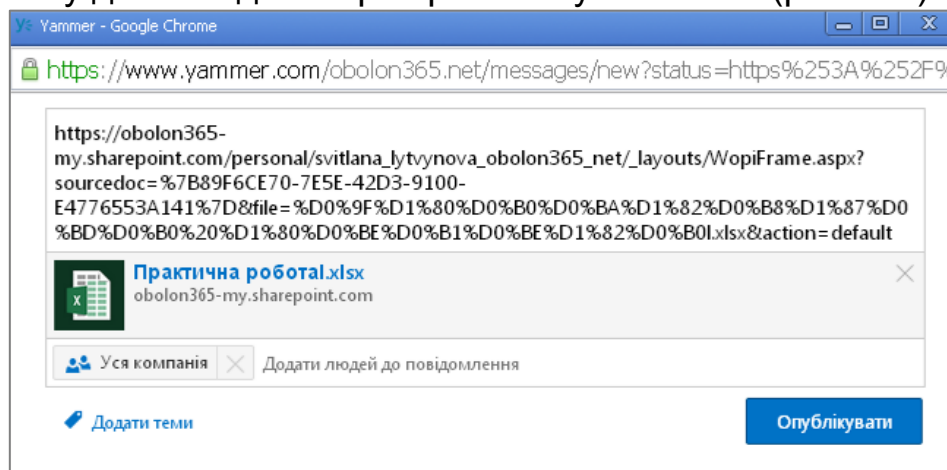 Yammer - Google Chrome
https://www.yammer.com/obolon365.net/messages/new?status=https%253A%252F%
https://obolon365-
my.sharepoint.com/personal/svitlana_lytvynova_obolon365_net/_layouts/WopiFrame.aspx?
sourcedoc=%7B89F6CE70-7E5E-42D3-9100-
E4776553A141%7D&file=%D0%9F%D1%80%D0%B0%D0%BA%D1%82%D0%B8%D1%87%D0
%BD%D0%B0%20%D1%80%D0%BE%D0%B1%D0%BE%D1%82%D0%B0I.xlsx&action=default
Практична роботаI.xlsx
obolon365-my.sharepoint.com
Уся компанія Додати людей до повідомлення
Додати теми Опублікувати